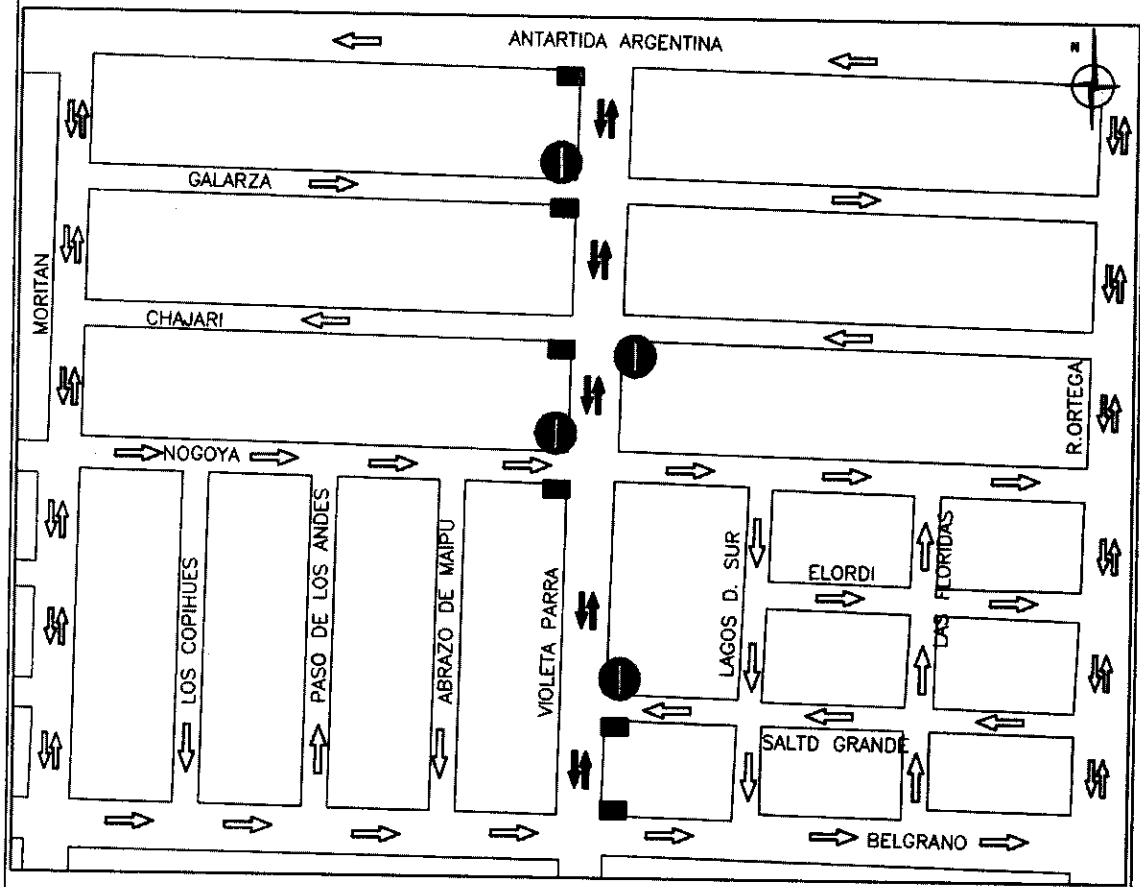 ANTARTIDA ARGENTINA
N
GALARZA
MORITAN
CHAJARI
R.ORTEGA
NOGOYA
LOS COPIHUES
PASO DE LOS ANDES
ABRAZO DE MAIPU
VIOLETA PARRA
LAGOS D. SUR
ELORDI
LAS FLORIDAS
SALTD GRANDE
BELGRANO